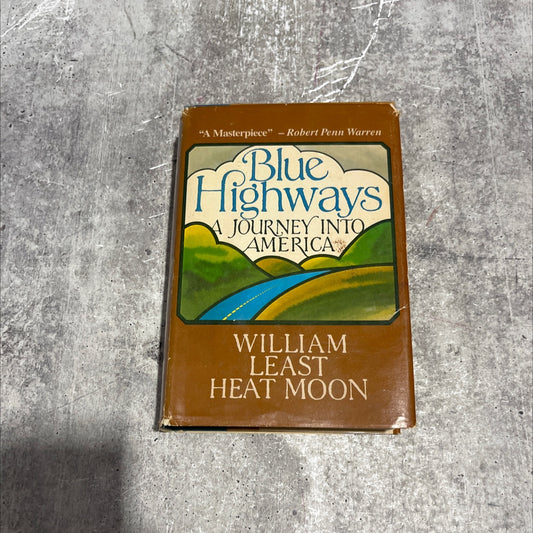 "A Masterpiece" – Robert Penn Warren
Blue
Highways
A JOURNEY INTO
AMERICA
WILLIAM
LEAST
HEAT MOON